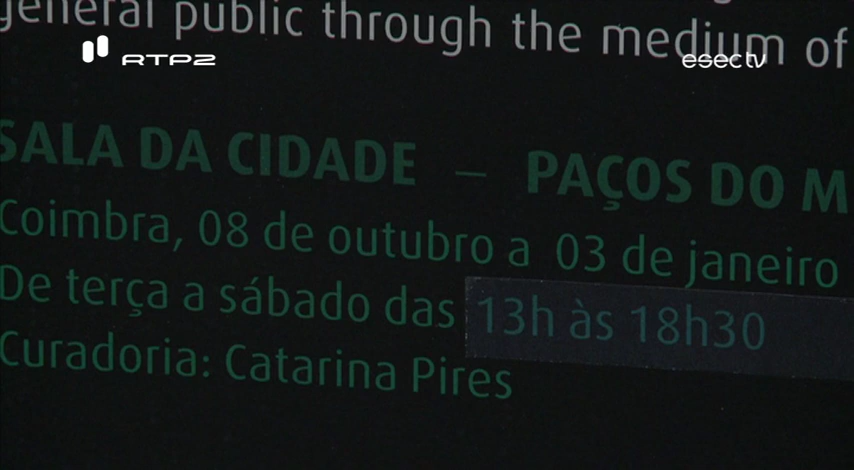 general public through the medium of
RTP2
esectv
SALA DA CIDADE – PAÇOS DO M
Coimbra, 08 de outubro a 03 de janeiro
De terça a sábado das 13h às 18h30
Curadoria: Catarina Pires